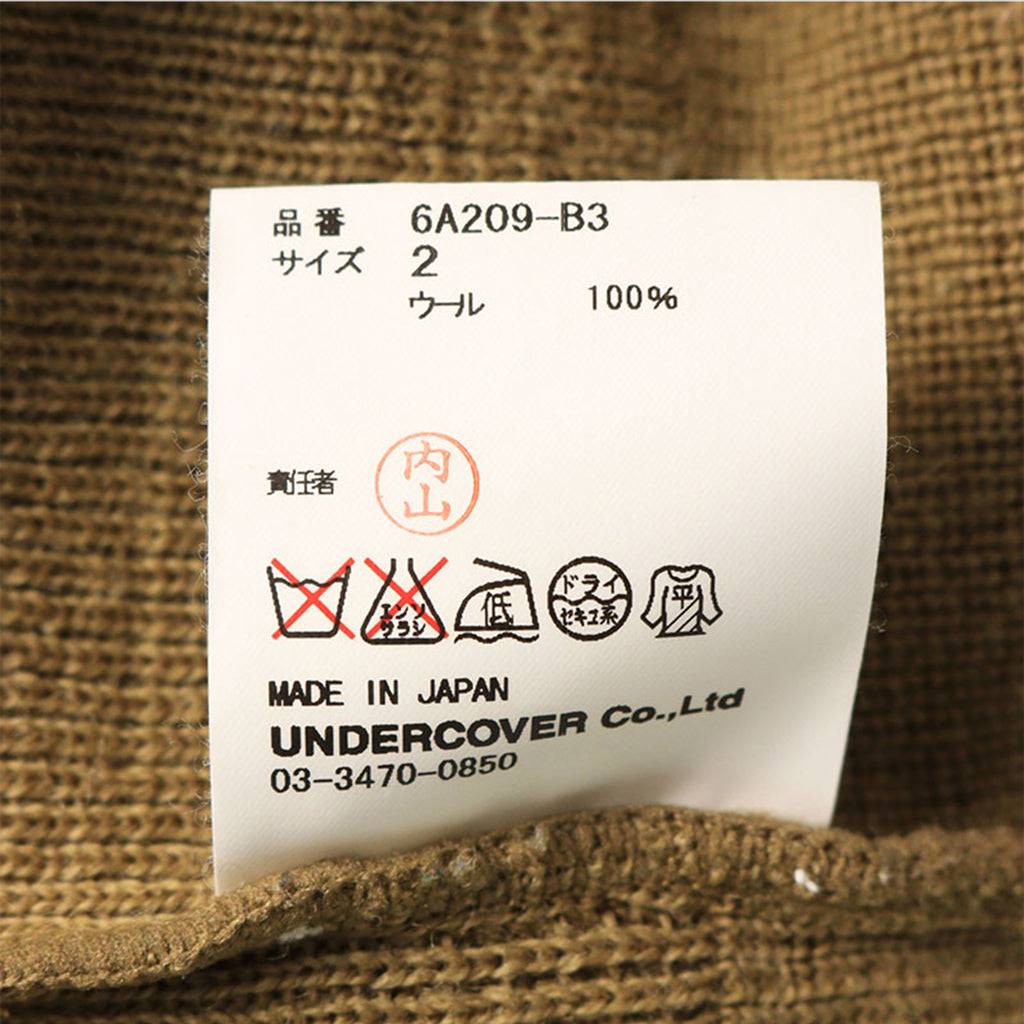 品番 6A209-B3
サイズ 2
ウール 100%
責任者 内山
エンソサラシ 低 ドライ セキユ系 平
MADE IN JAPAN
UNDERCOVER Co.,Ltd
03-3470-0850